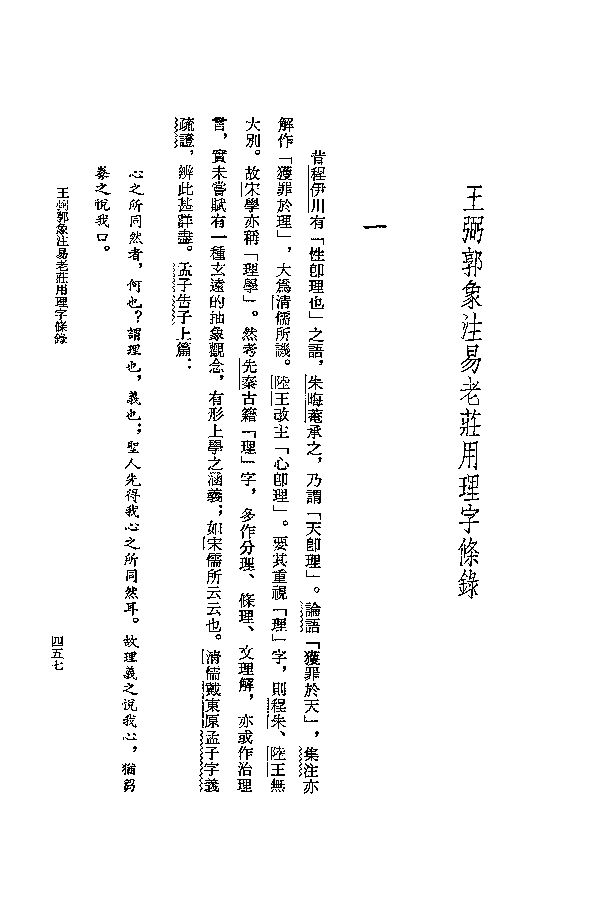 王弼郭象注易老莊用理字條錄
一
昔程伊川有「性卽理也」之語，朱晦菴承之，乃謂「天卽理」。論語「獲罪於天」，集注亦
解作「獲罪於理」，大爲清儒所譏。陸王改主「心卽理」。要其重視「理」字，則程朱、陸王無
大別。故宋學亦稱「理學」。然考先秦古籍「理」字，多作分理、條理、文理解，亦或作治理
言，實未嘗賦有一種玄遠的抽象觀念，有形上學之涵義；如宋儒所云云也。清儒戴東原孟子字義
疏證，辨此甚詳盡。孟子告子上篇：
心之所同然者，何也？謂理也，義也；聖人先得我心之所同然耳。故理義之悅我心，猶芻
豢之悅我口。
王弼郭象注易老莊用理字條錄
四五七